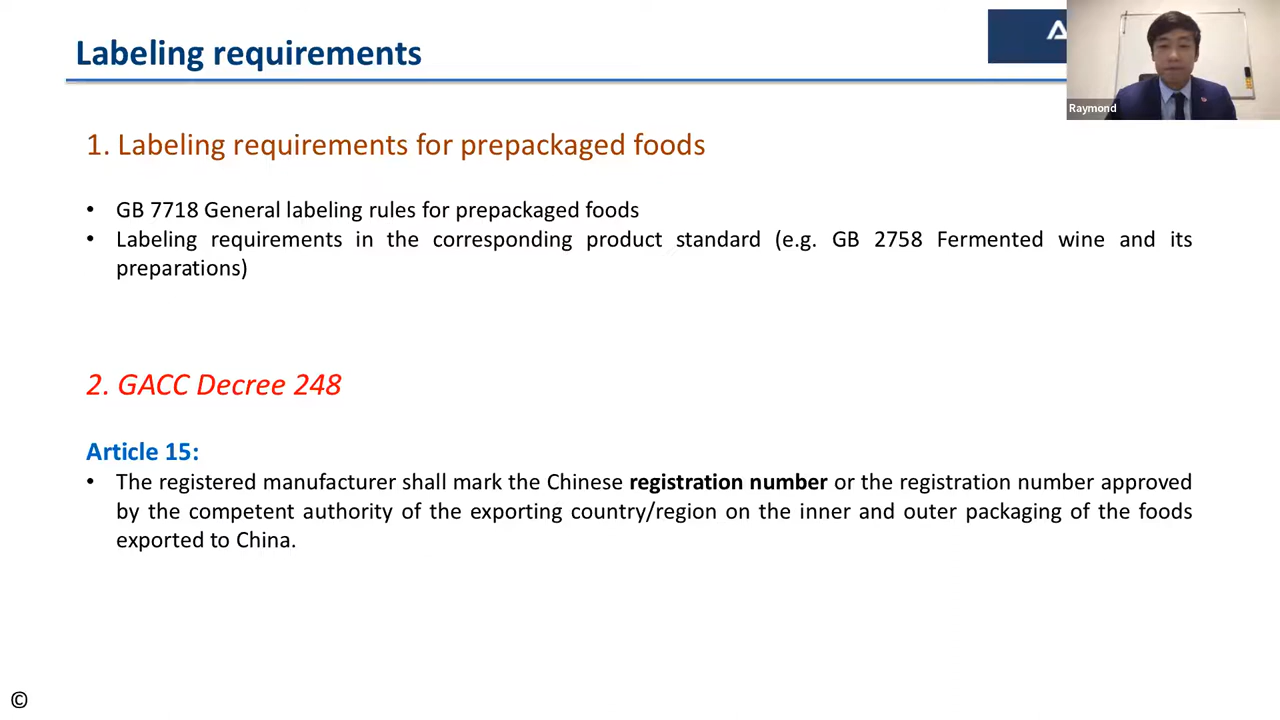 Labeling requirements
A
Raymond
1. Labeling requirements for prepackaged foods
• GB 7718 General labeling rules for prepackaged foods
• Labeling requirements in the corresponding product standard (e.g. GB 2758 Fermented wine and its
preparations)
2. GACC Decree 248
Article 15:
• The registered manufacturer shall mark the Chinese registration number or the registration number approved
by the competent authority of the exporting country/region on the inner and outer packaging of the foods
exported to China.
©